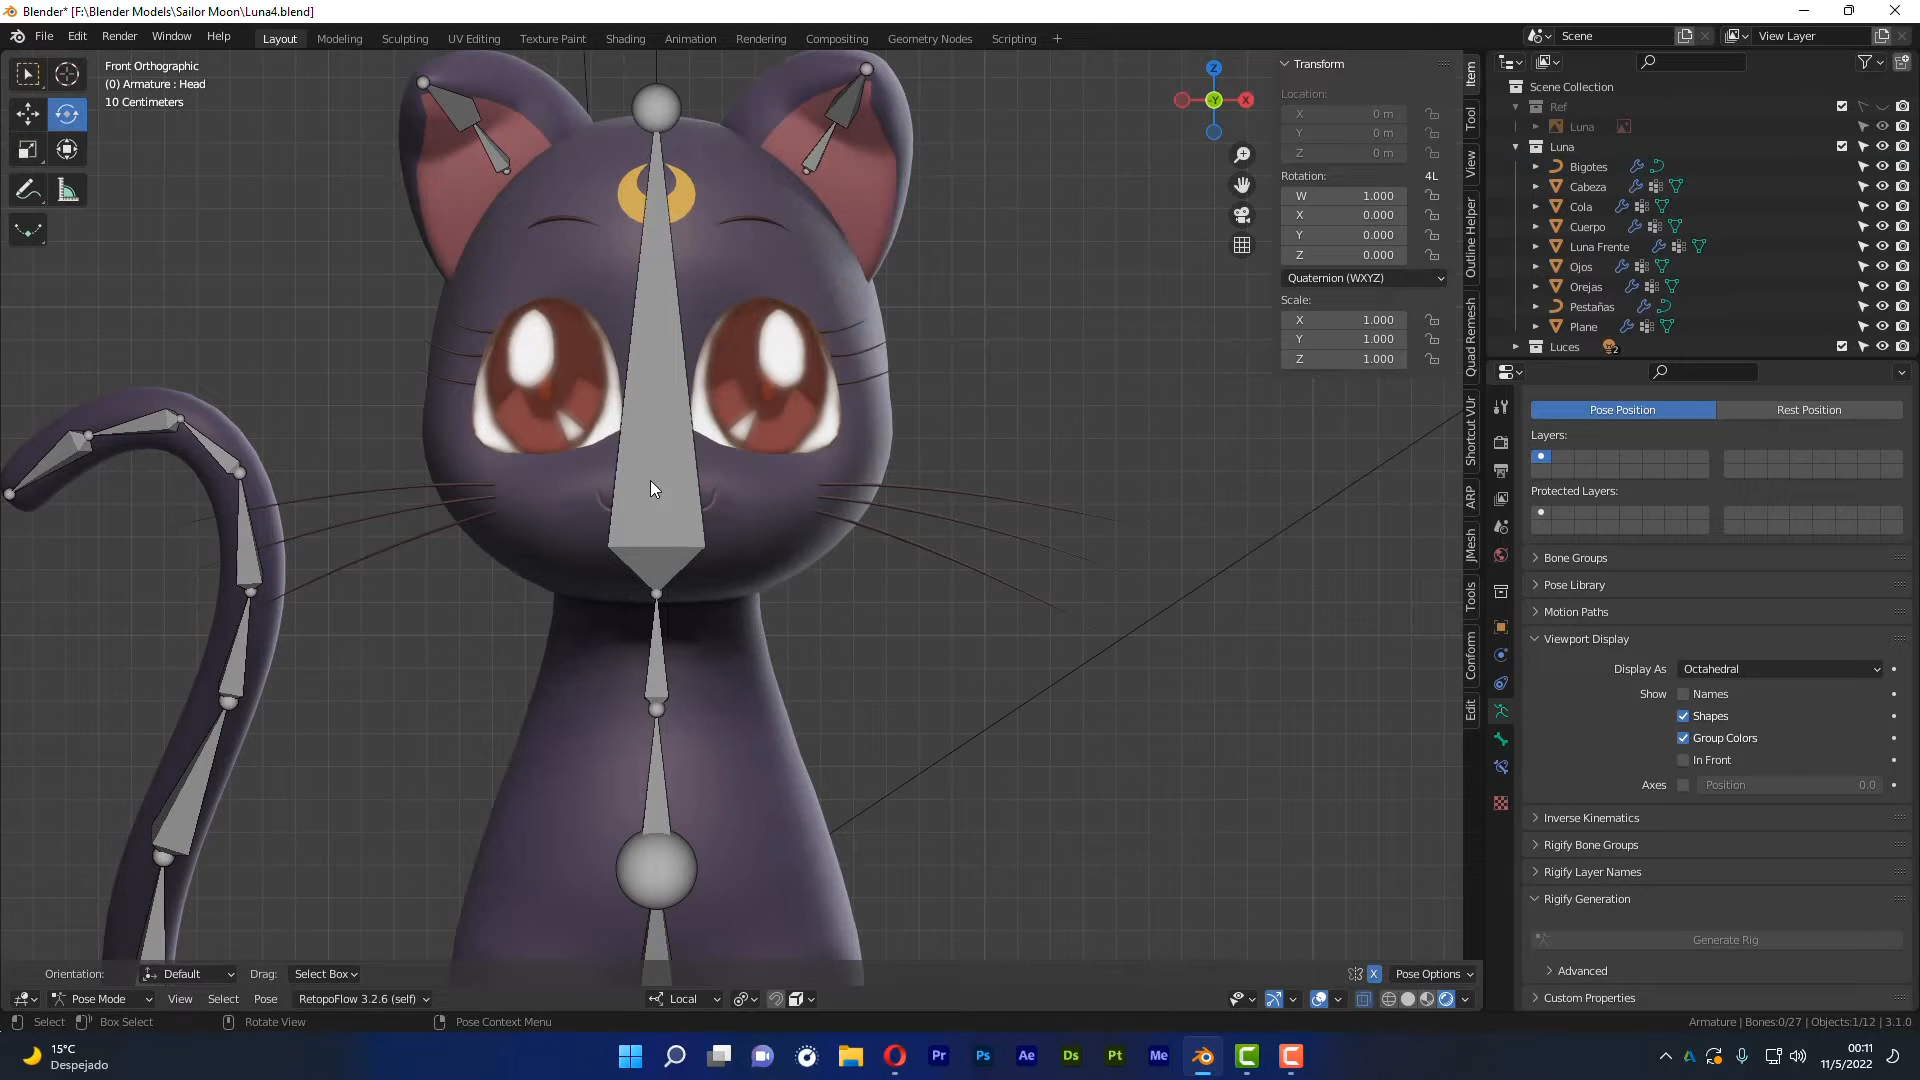 Blender* [F:\Blender Models\Sailor Moon\Luna4.blend]
File Edit Render Window Help Layout Modeling Sculpting UV Editing Texture Paint Shading Animation Rendering Compositing Geometry Nodes Scripting + Scene View Layer
Front Orthographic
(0) Armature : Head
10 Centimeters
Z
X
Y
Transform
Location:
X 0 m
Y 0 m
Z 0 m
Rotation: 4L
W 1.000
X 0.000
Y 0.000
Z 0.000
Quaternion (WXYZ)
Scale:
X 1.000
Y 1.000
Z 1.000
Item
Tool
View
Outline Helper
Quad Remesh
Shortcut VUr
ARP
JMesh
Tools
Conform
Edit
Scene Collection
Ref
Luna
Luna
Bigotes
Cabeza
Cola
Cuerpo
Luna Frente
Ojos
Orejas
Pestañas
Plane
Luces 2
Pose Position Rest Position
Layers:
Protected Layers:
Bone Groups
Pose Library
Motion Paths
Viewport Display
Display As Octahedral
Show Names
Shapes
Group Colors
In Front
Axes Position 0.0
Inverse Kinematics
Rigify Bone Groups
Rigify Layer Names
Rigify Generation
Generate Rig
Advanced
Custom Properties
Orientation: Default Drag: Select Box X Pose Options
Pose Mode View Select Pose RetopoFlow 3.2.6 (self) Local
Select Box Select Rotate View Pose Context Menu Armature | Bones:0/27 | Objects:1/12 | 3.1.0
15°C
Despejado
Pr Ps Ae Ds Pt Me
00:11
11/5/2022